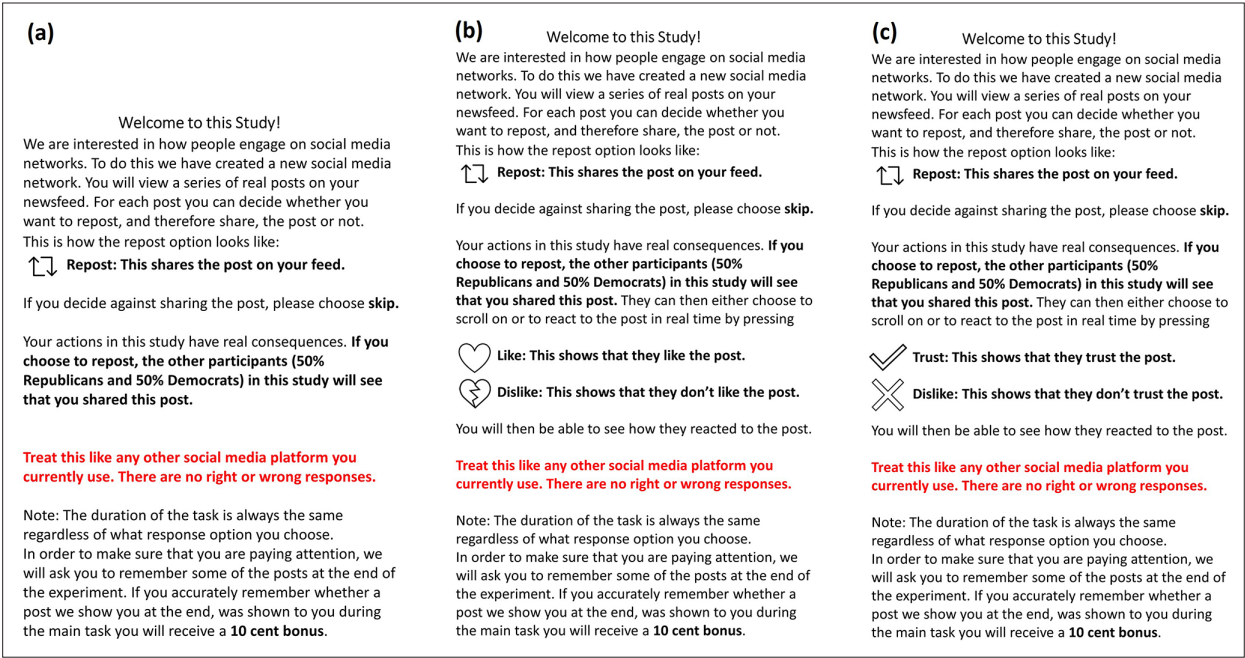 (a)
Welcome to this Study!
We are interested in how people engage on social media
networks. To do this we have created a new social media
network. You will view a series of real posts on your
newsfeed. For each post you can decide whether you
want to repost, and therefore share, the post or not.
This is how the repost option looks like:
Repost: This shares the post on your feed.
If you decide against sharing the post, please choose skip.
Your actions in this study have real consequences. If you
choose to repost, the other participants (50%
Republicans and 50% Democrats) in this study will see
that you shared this post.
Treat this like any other social media platform you
currently use. There are no right or wrong responses.
Note: The duration of the task is always the same
regardless of what response option you choose.
In order to make sure that you are paying attention, we
will ask you to remember some of the posts at the end of
the experiment. If you accurately remember whether a
post we show you at the end, was shown to you during
the main task you will receive a 10 cent bonus.
(b)
Welcome to this Study!
We are interested in how people engage on social media
networks. To do this we have created a new social media
network. You will view a series of real posts on your
newsfeed. For each post you can decide whether you
want to repost, and therefore share, the post or not.
This is how the repost option looks like:
Repost: This shares the post on your feed.
If you decide against sharing the post, please choose skip.
Your actions in this study have real consequences. If you
choose to repost, the other participants (50%
Republicans and 50% Democrats) in this study will see
that you shared this post. They can then either choose to
scroll on or to react to the post in real time by pressing
Like: This shows that they like the post.
Dislike: This shows that they don't like the post.
You will then be able to see how they reacted to the post.
Treat this like any other social media platform you
currently use. There are no right or wrong responses.
Note: The duration of the task is always the same
regardless of what response option you choose.
In order to make sure that you are paying attention, we
will ask you to remember some of the posts at the end of
the experiment. If you accurately remember whether a
post we show you at the end, was shown to you during
the main task you will receive a 10 cent bonus.
(c)
Welcome to this Study!
We are interested in how people engage on social media
networks. To do this we have created a new social media
network. You will view a series of real posts on your
newsfeed. For each post you can decide whether you
want to repost, and therefore share, the post or not.
This is how the repost option looks like:
Repost: This shares the post on your feed.
If you decide against sharing the post, please choose skip.
Your actions in this study have real consequences. If you
choose to repost, the other participants (50%
Republicans and 50% Democrats) in this study will see
that you shared this post. They can then either choose to
scroll on or to react to the post in real time by pressing
Trust: This shows that they trust the post.
Dislike: This shows that they don't trust the post.
You will then be able to see how they reacted to the post.
Treat this like any other social media platform you
currently use. There are no right or wrong responses.
Note: The duration of the task is always the same
regardless of what response option you choose.
In order to make sure that you are paying attention, we
will ask you to remember some of the posts at the end of
the experiment. If you accurately remember whether a
post we show you at the end, was shown to you during
the main task you will receive a 10 cent bonus.